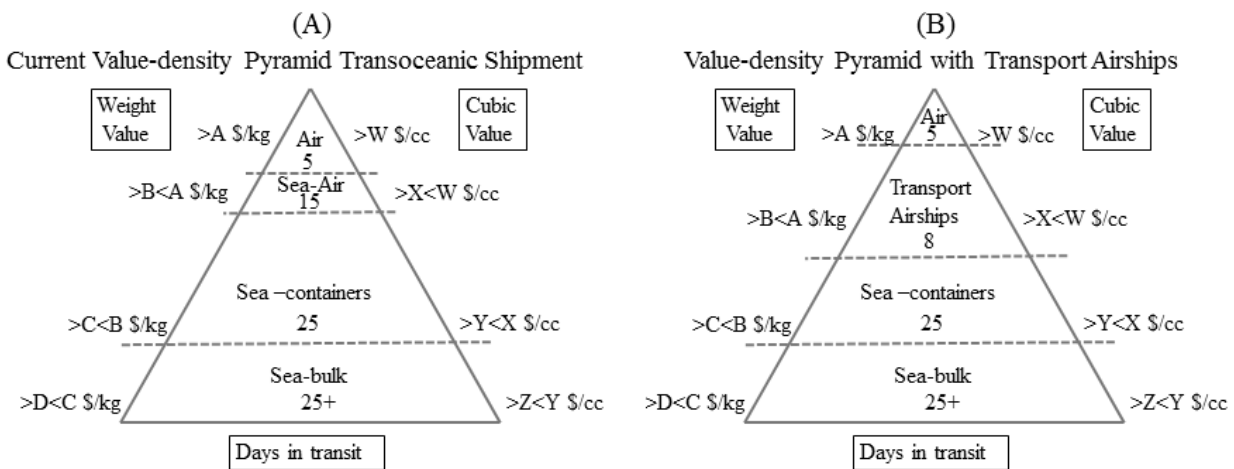 (A)
Current Value-density Pyramid Transoceanic Shipment
Weight
Value
Cubic
Value
>A $/kg
Air
5
>W $/cc
>B<A $/kg
Sea-Air
15
>X<W $/cc
Sea –containers
25
>C<B $/kg
>Y<X $/cc
Sea-bulk
25+
>D<C $/kg
>Z<Y $/cc
Days in transit
(B)
Value-density Pyramid with Transport Airships
Weight
Value
Cubic
Value
>A $/kg
Air
5
>W $/cc
Transport
Airships
8
>B<A $/kg
>X<W $/cc
Sea –containers
25
>C<B $/kg
>Y<X $/cc
Sea-bulk
25+
>D<C $/kg
>Z<Y $/cc
Days in transit